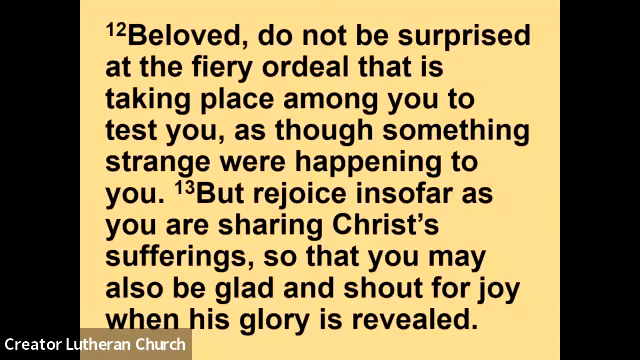 ¹²Beloved, do not be surprised
at the fiery ordeal that is
taking place among you to
test you, as though something
strange were happening to
you. ¹³But rejoice insofar as
you are sharing Christ’s
sufferings, so that you may
also be glad and shout for joy
when his glory is revealed.
Creator Lutheran Church